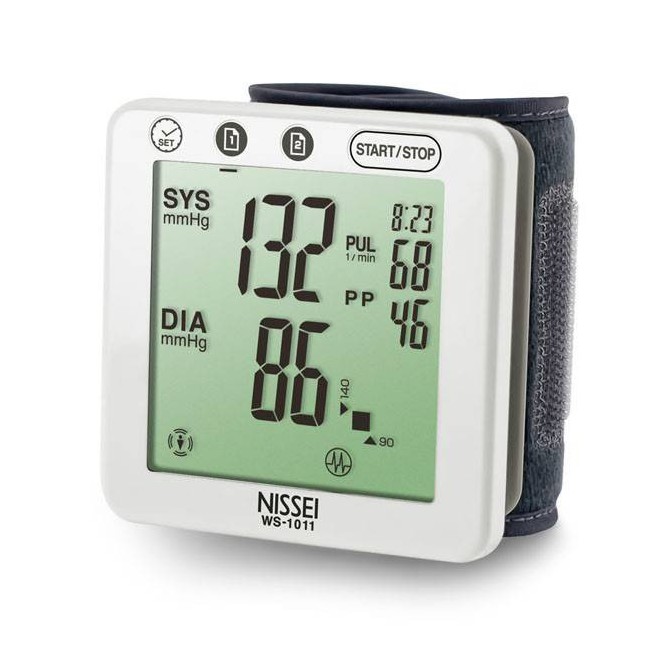 SET
1
2
START/STOP
SYS
mmHg
132
8:23
PUL
1/min
68
PP
46
DIA
mmHg
86
140
90
NISSEI
WS-1011